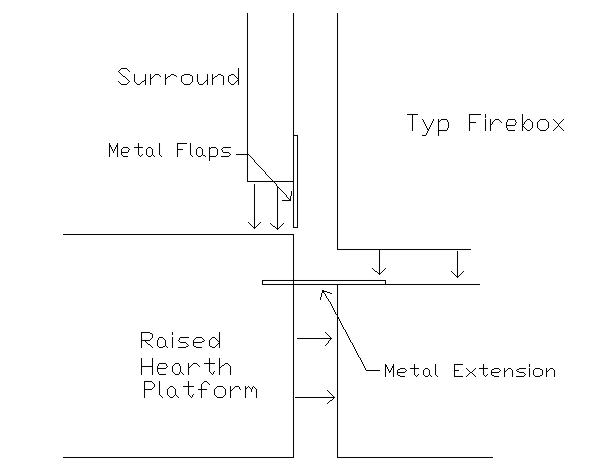 Surround
Typ Firebox
Metal Flaps
Raised
Hearth
Platform
Metal Extension